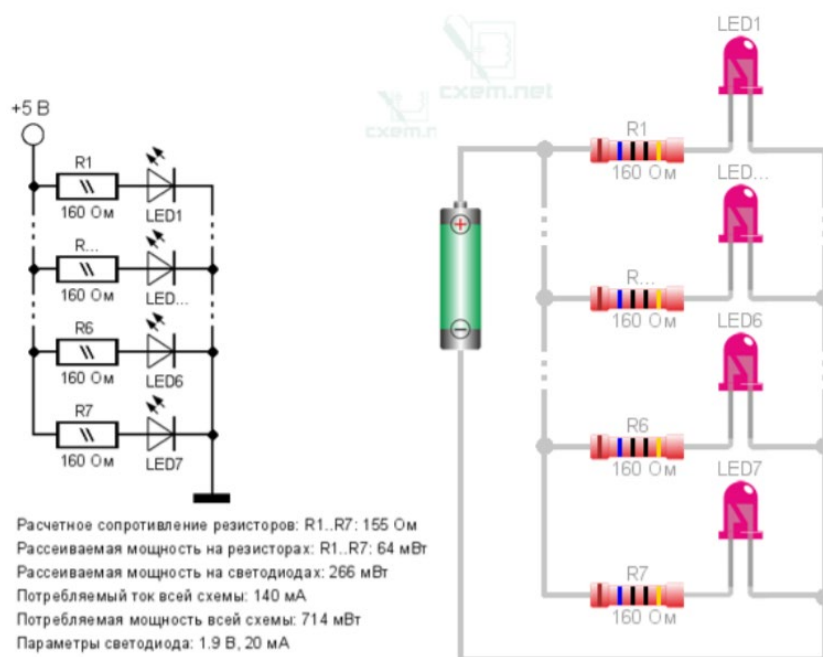 +5 В
R1
160 Ом
LED1
R...
160 Ом
LED...
R6
160 Ом
LED6
R7
160 Ом
LED7
Расчетное сопротивление резисторов: R1..R7: 155 Ом
Рассеиваемая мощность на резисторах: R1..R7: 64 мВт
Рассеиваемая мощность на светодиодах: 266 мВт
Потребляемый ток всей схемы: 140 мА
Потребляемая мощность всей схемы: 714 мВт
Параметры светодиода: 1.9 В, 20 мА
cxem.net
cxem.n
LED1
R1
160 Ом
LED...
R...
160 Ом
LED6
R6
160 Ом
LED7
R7
160 Ом
+
−